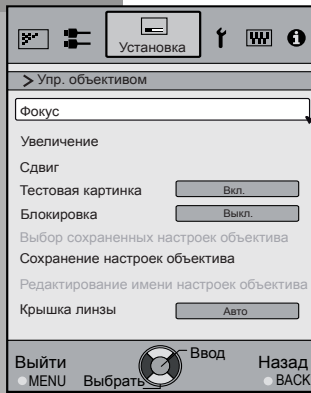 Установка
> Упр. объективом
Фокус
Увеличение
Сдвиг
Тестовая картинка Вкл.
Блокировка Выкл.
Выбор сохраненных настроек объектива
Сохранение настроек объектива
Редактирование имени настроек объектива
Крышка линзы Авто
Выйти Ввод Назад
MENU Выбрать BACK